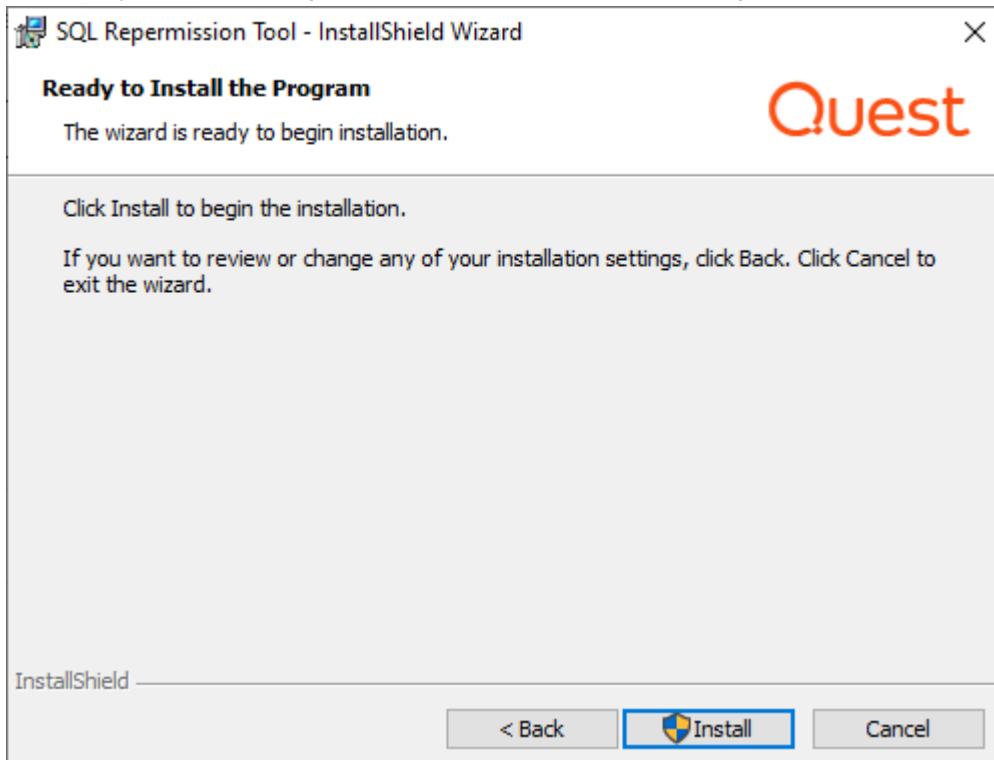 SQL Repermission Tool - InstallShield Wizard
Ready to Install the Program
The wizard is ready to begin installation.
Quest
Click Install to begin the installation.
If you want to review or change any of your installation settings, click Back. Click Cancel to
exit the wizard.
InstallShield
< Back
Install
Cancel